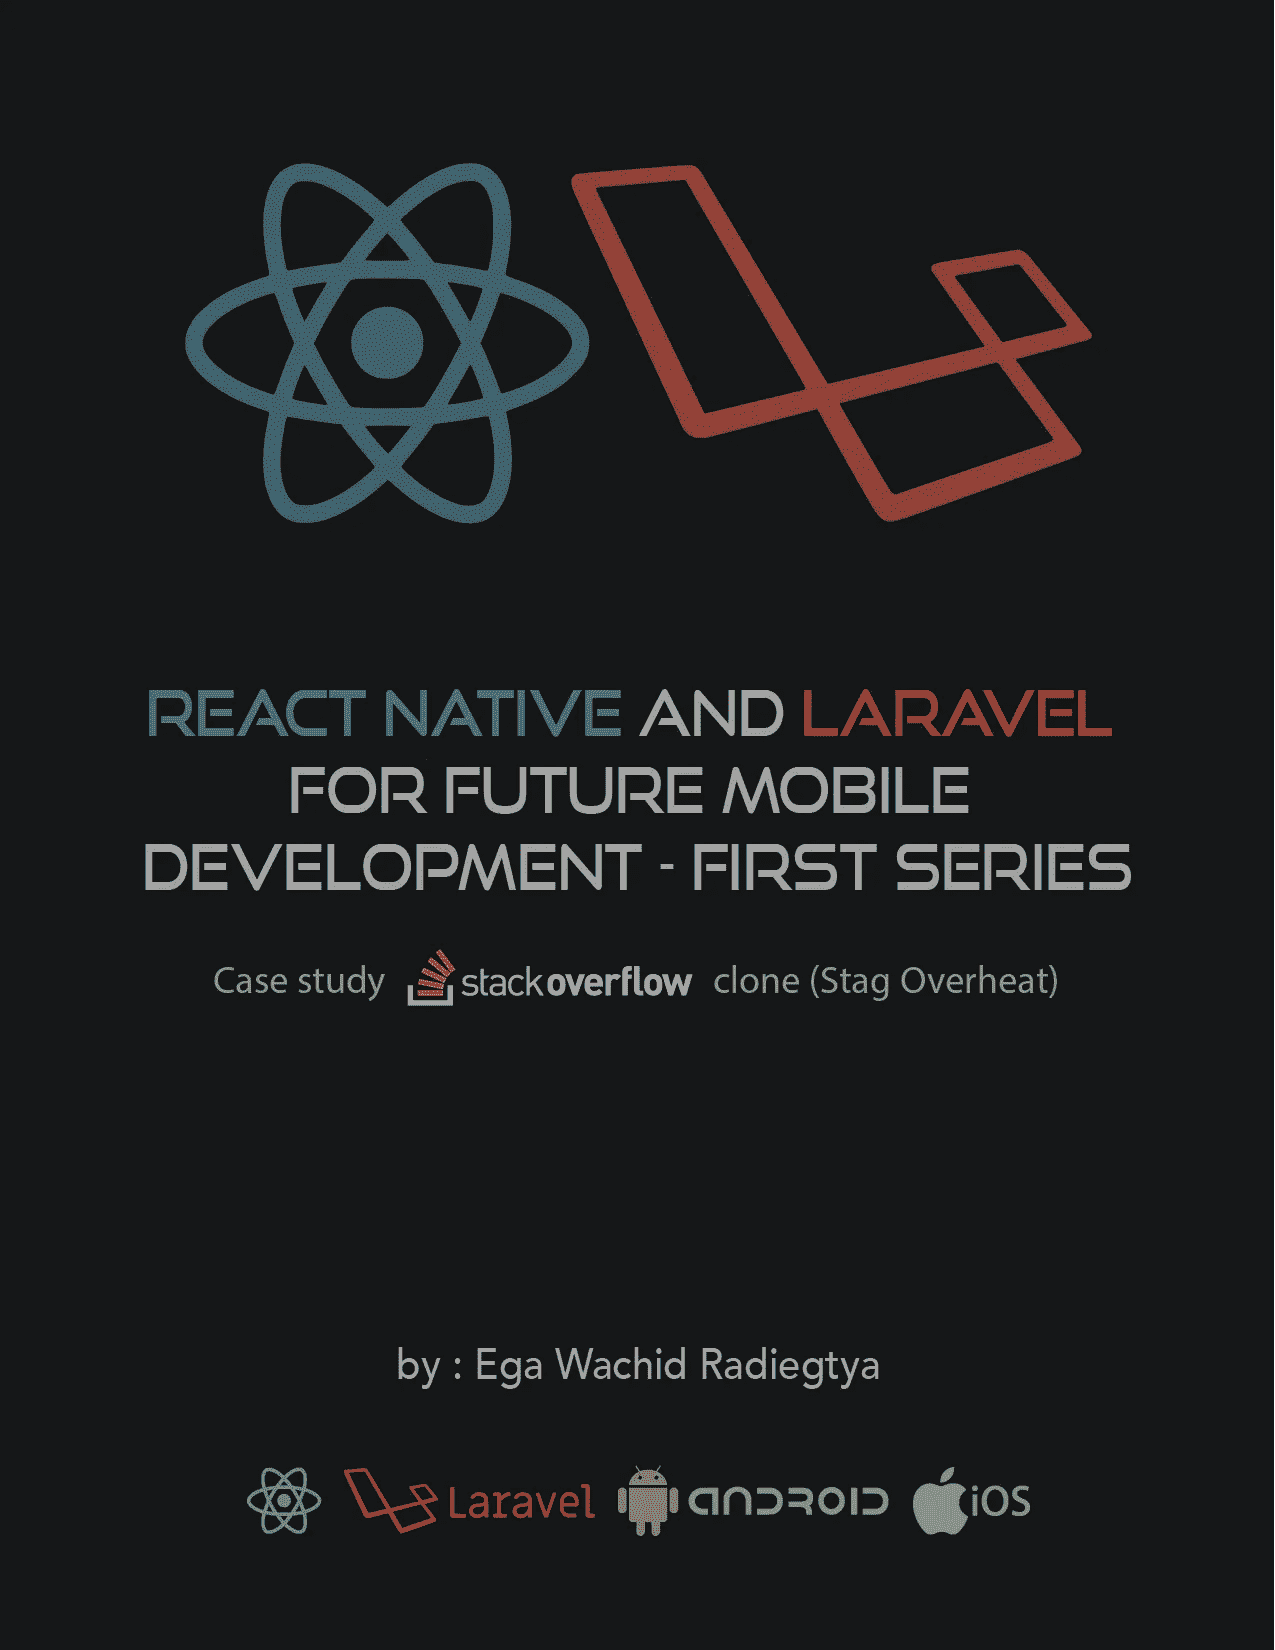 REACT NATIVE AND LARAVEL
FOR FUTURE MOBILE
DEVELOPMENT - FIRST SERIES
Case study stackoverflow clone (Stag Overheat)
by : Ega Wachid Radiegtya
Laravel ANDROID iOS